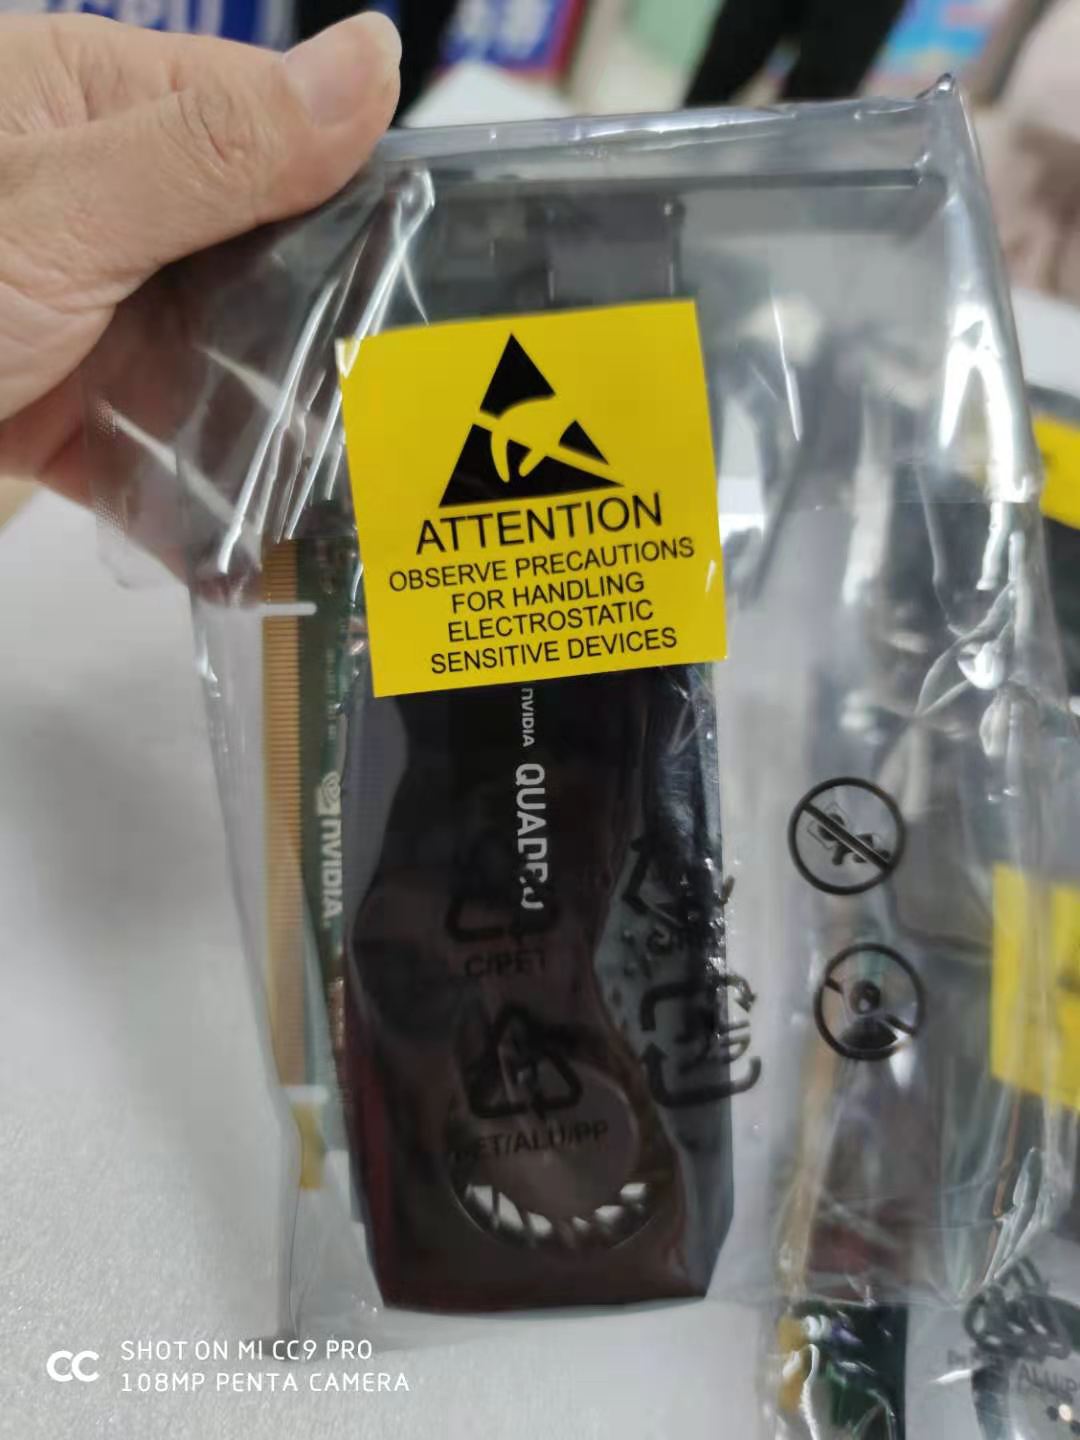 ATTENTION
OBSERVE PRECAUTIONS
FOR HANDLING
ELECTROSTATIC
SENSITIVE DEVICES
nVIDIA QUADRO
nVIDIA
C/PET
PET/ALU/PP
SHOT ON MI CC9 PRO
108MP PENTA CAMERA